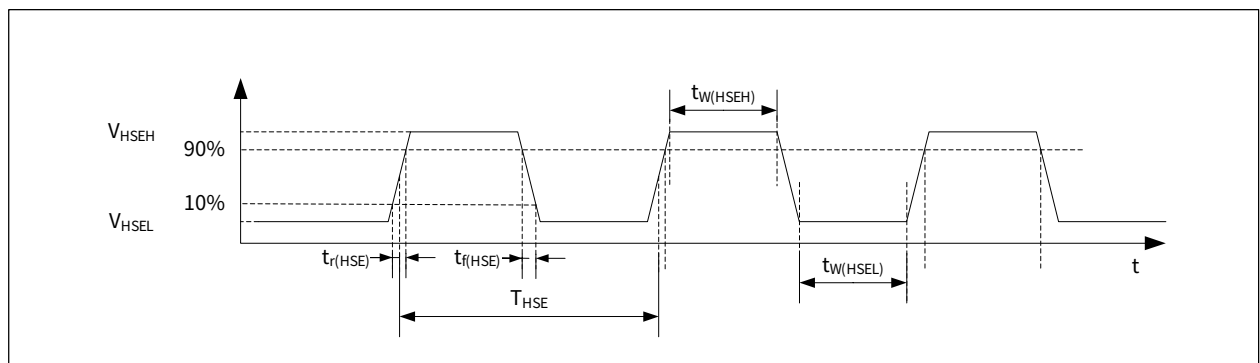 tW(HSEH)
VHSEH
90%
10%
VHSEL
tr(HSE)
tf(HSE)
tW(HSEL)
t
THSE